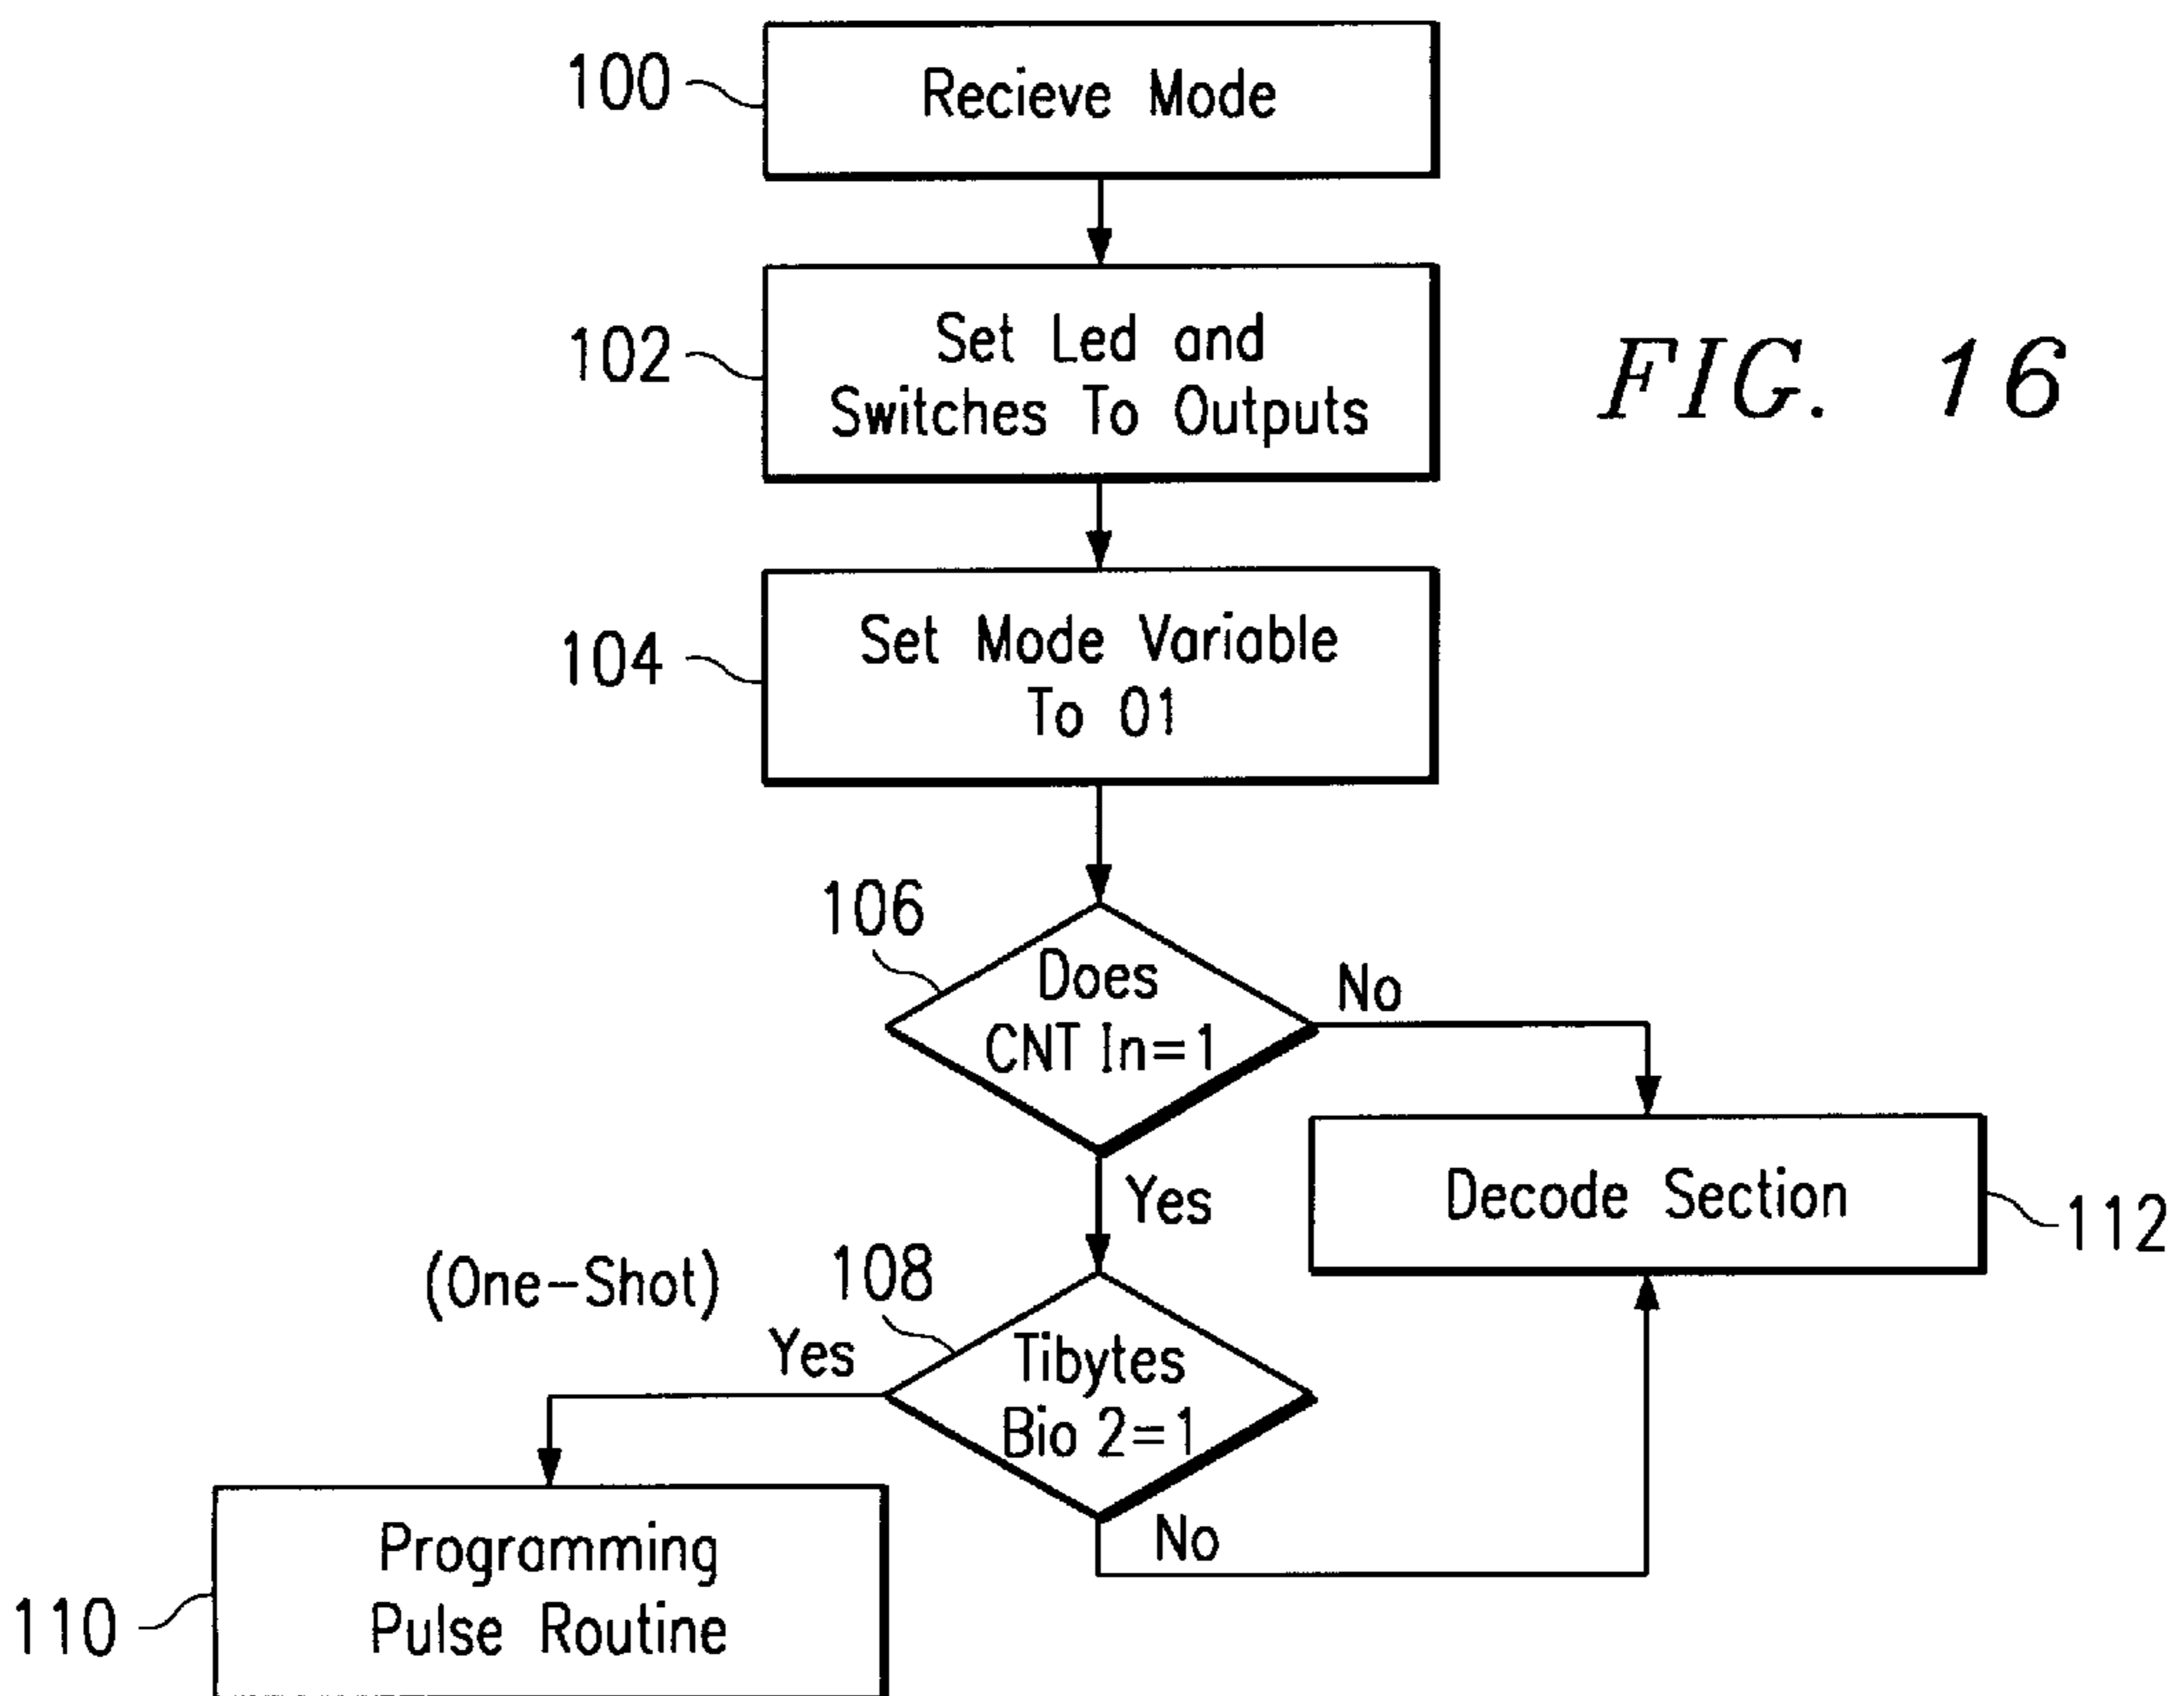 100
Recieve Mode
102
Set Led and
Switches To Outputs
FIG. 16
104
Set Mode Variable
To 01
106
Does
CNT In=1
No
Yes
Decode Section
112
(One-Shot)
Yes
108
Tibytes
Bio 2=1
No
110
Programming
Pulse Routine